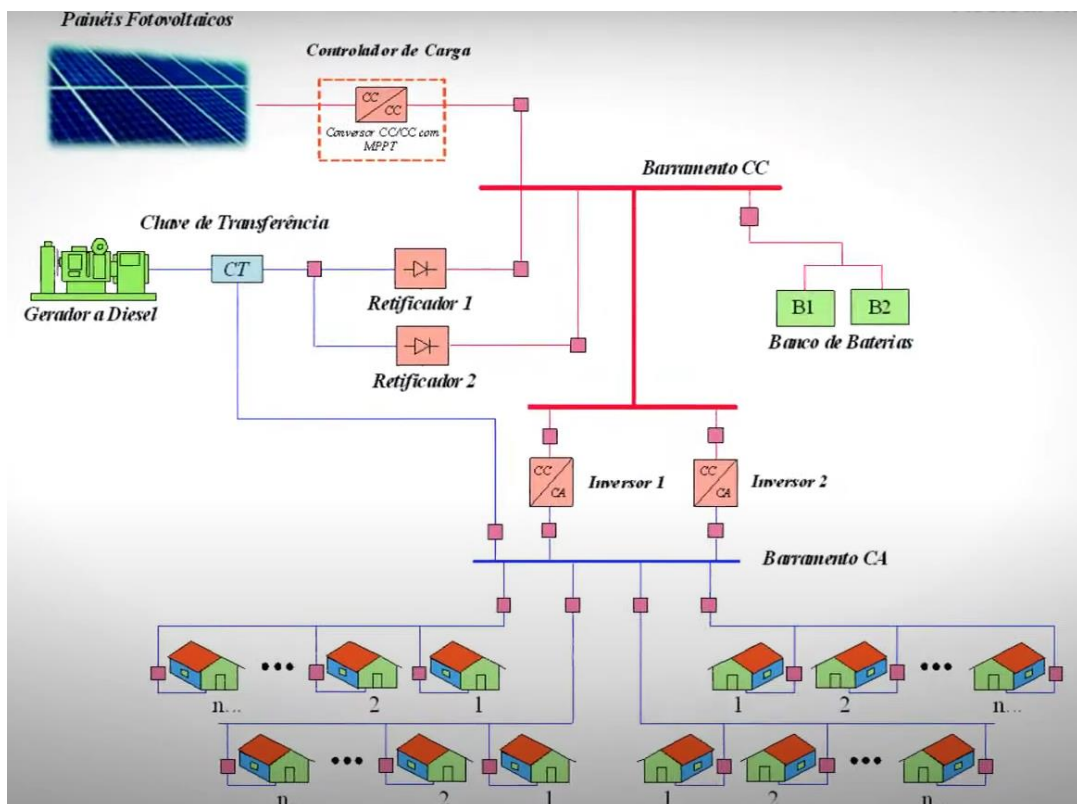 Painéis Fotovoltaicos
Controlador de Carga
CC
CC
Conversor CC/CC com
MPPT
Barramento CC
Chave de Transferência
CT
Gerador a Diesel
Retificador 1
Retificador 2
B1
B2
Banco de Baterias
CC
CA
Inversor 1
CC
CA
Inversor 2
Barramento CA
n...
2
1
1
2
n...
n
2
1
1
2
n